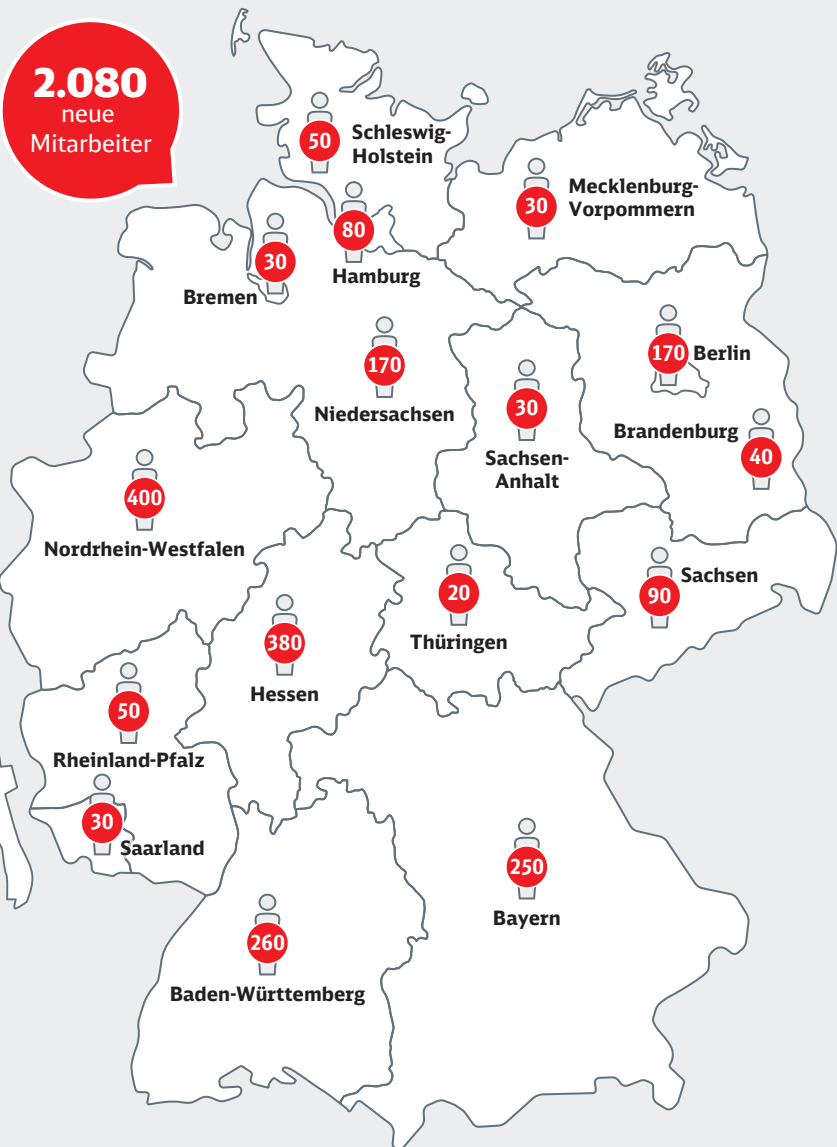 2.080
neue
Mitarbeiter
50
Schleswig-
Holstein
30
Mecklenburg-
Vorpommern
80
Hamburg
30
Bremen
170
Niedersachsen
170
Berlin
30
Sachsen-
Anhalt
Brandenburg
40
400
Nordrhein-Westfalen
20
Thüringen
90
Sachsen
380
Hessen
50
Rheinland-Pfalz
30
Saarland
250
Bayern
260
Baden-Württemberg